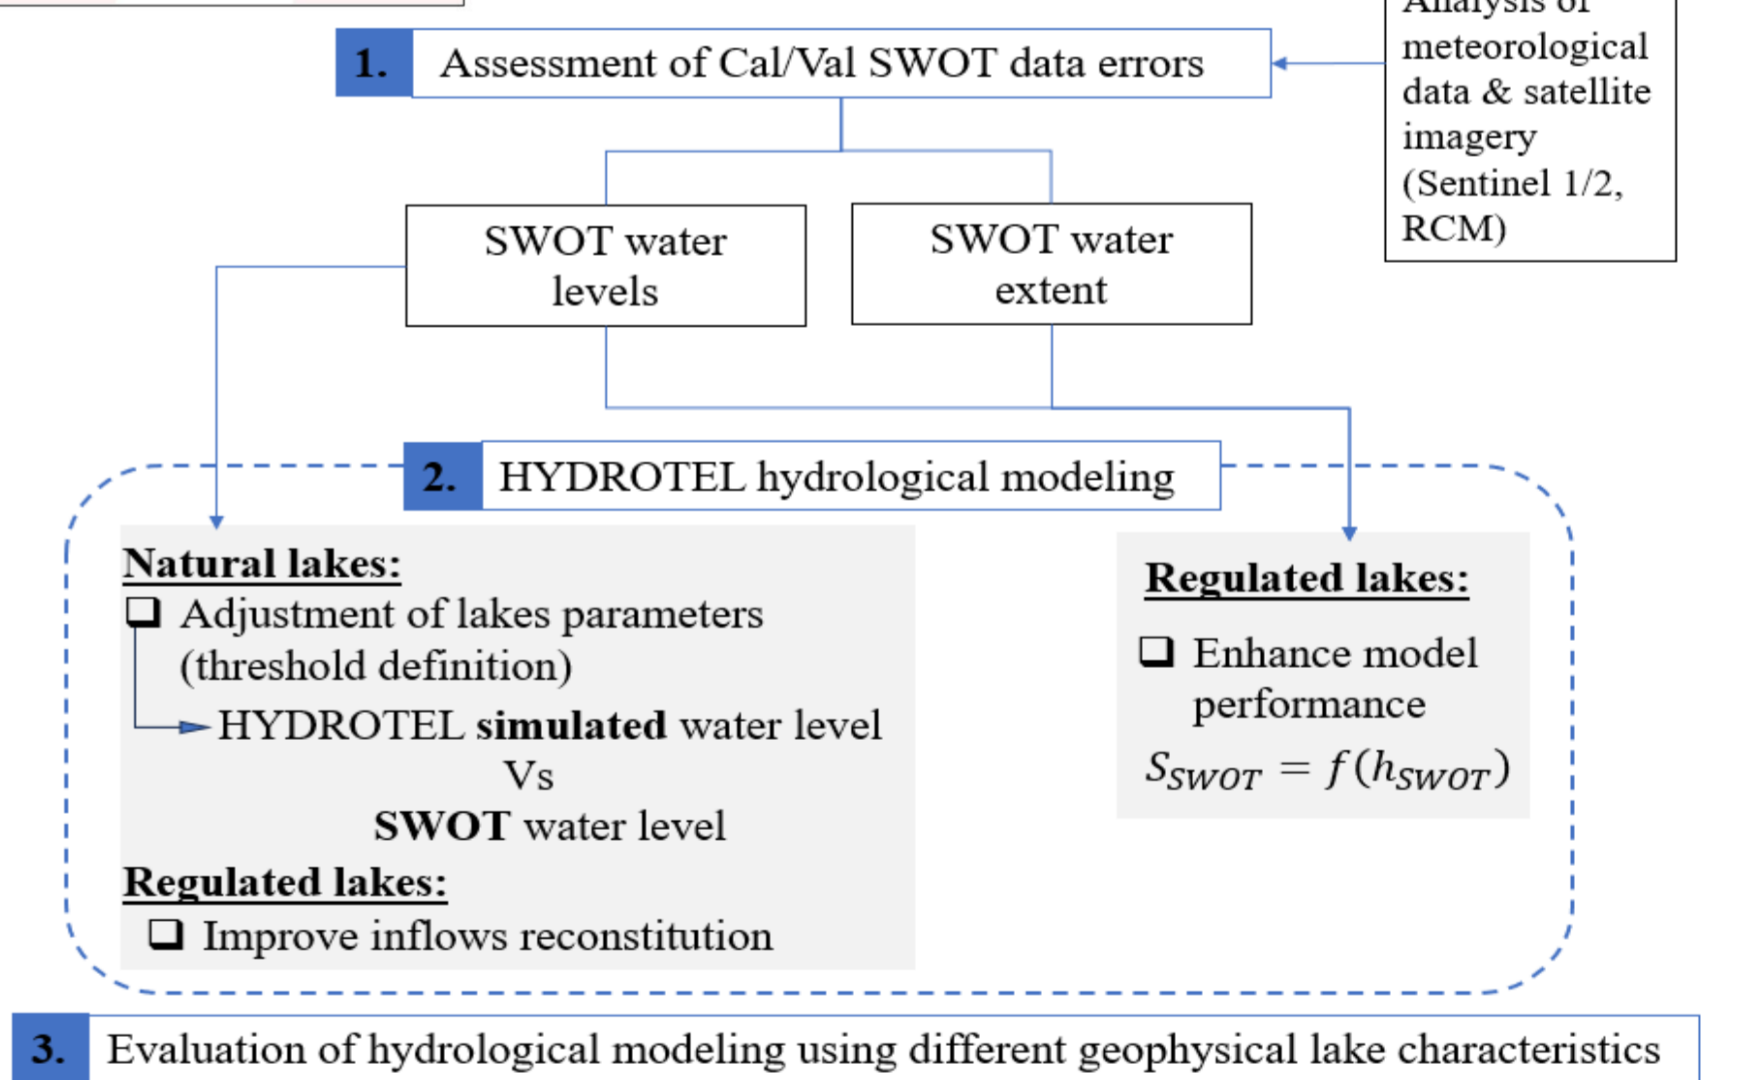 1. Assessment of Cal/Val SWOT data errors
Analysis of
meteorological
data & satellite
imagery
(Sentinel 1/2,
RCM)
SWOT water
levels
SWOT water
extent
2. HYDROTEL hydrological modeling
Natural lakes:
❑ Adjustment of lakes parameters
(threshold definition)
HYDROTEL simulated water level
Vs
SWOT water level
Regulated lakes:
❑ Improve inflows reconstitution
Regulated lakes:
❑ Enhance model
performance
S_SWOT = f(h_SWOT)
3. Evaluation of hydrological modeling using different geophysical lake characteristics